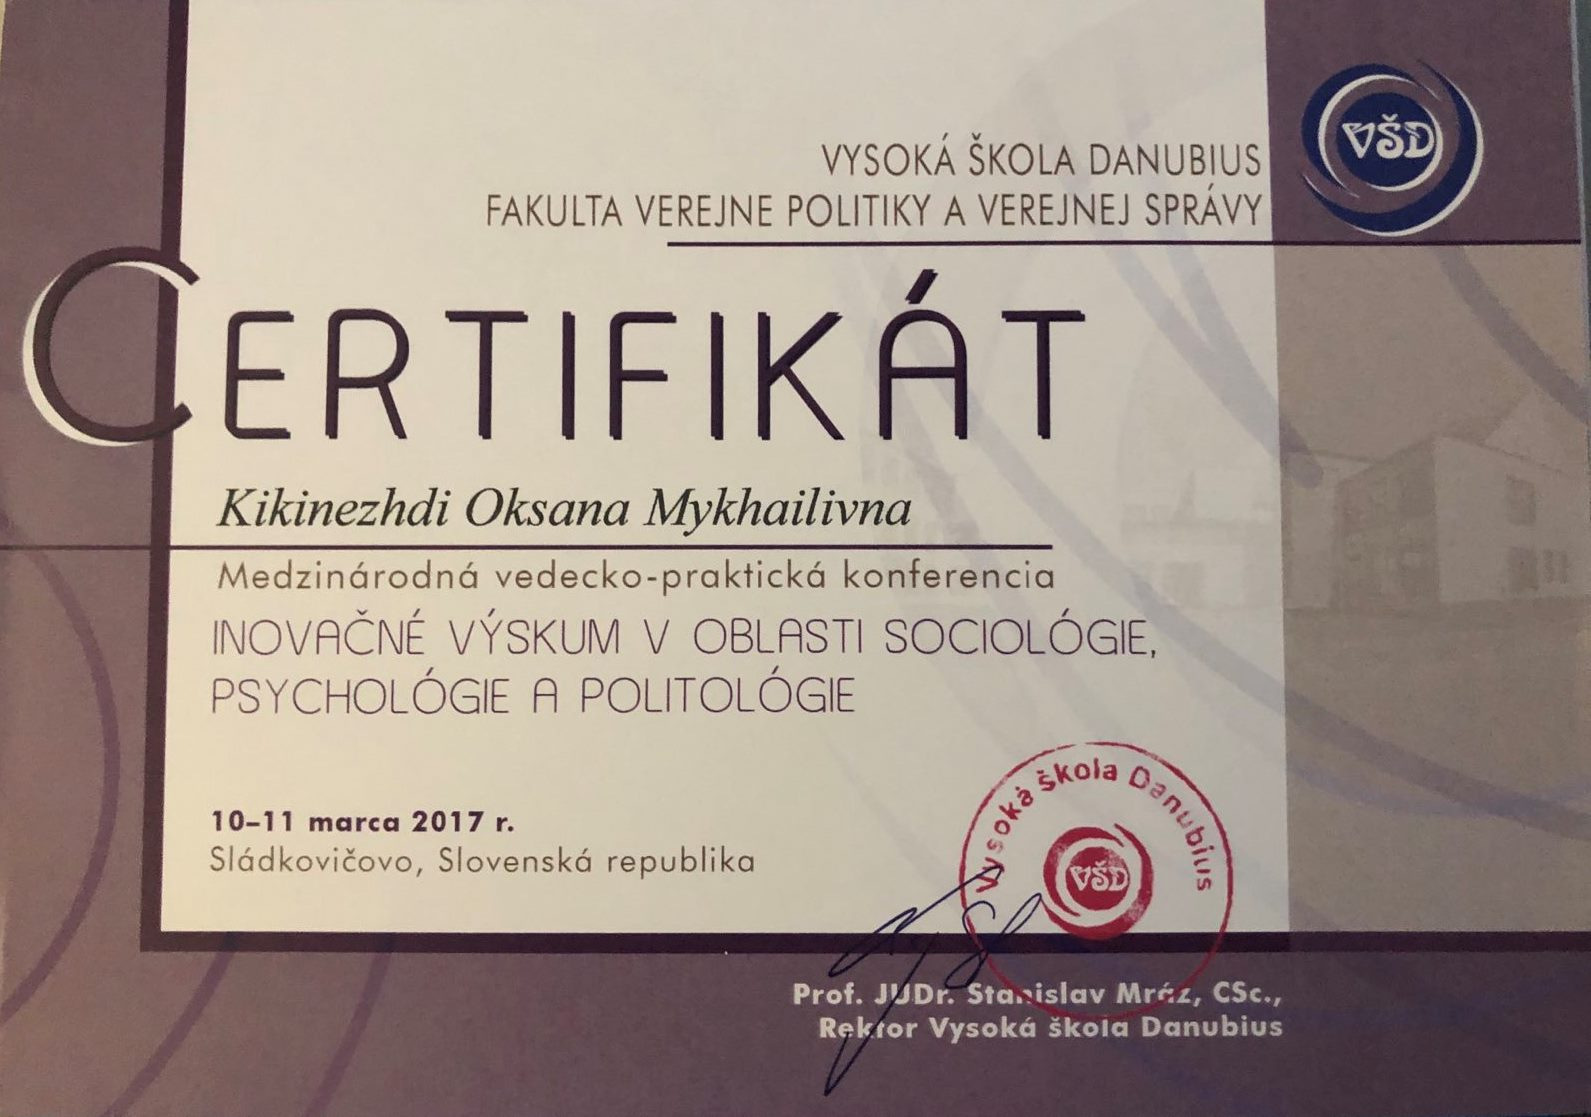 VŠD
VYSOKÁ ŠKOLA DANUBIUS
FAKULTA VEREJNE POLITIKY A VEREJNEJ SPRÁVY
CERTIFIKÁT
Kikinezhdi Oksana Mykhailivna
Medzinárodná vedecko-praktická konferencia
INOVAČNÉ VÝSKUM V OBLASTI SOCIOLÓGIE,
PSYCHOLÓGIE A POLITOLÓGIE
10–11 marca 2017 r.
Sládkovičovo, Slovenská republika
Vysoká škola Danubius
VŠD
Prof. JUDr. Stanislav Mráz, CSc.,
Rektor Vysoká škola Danubius